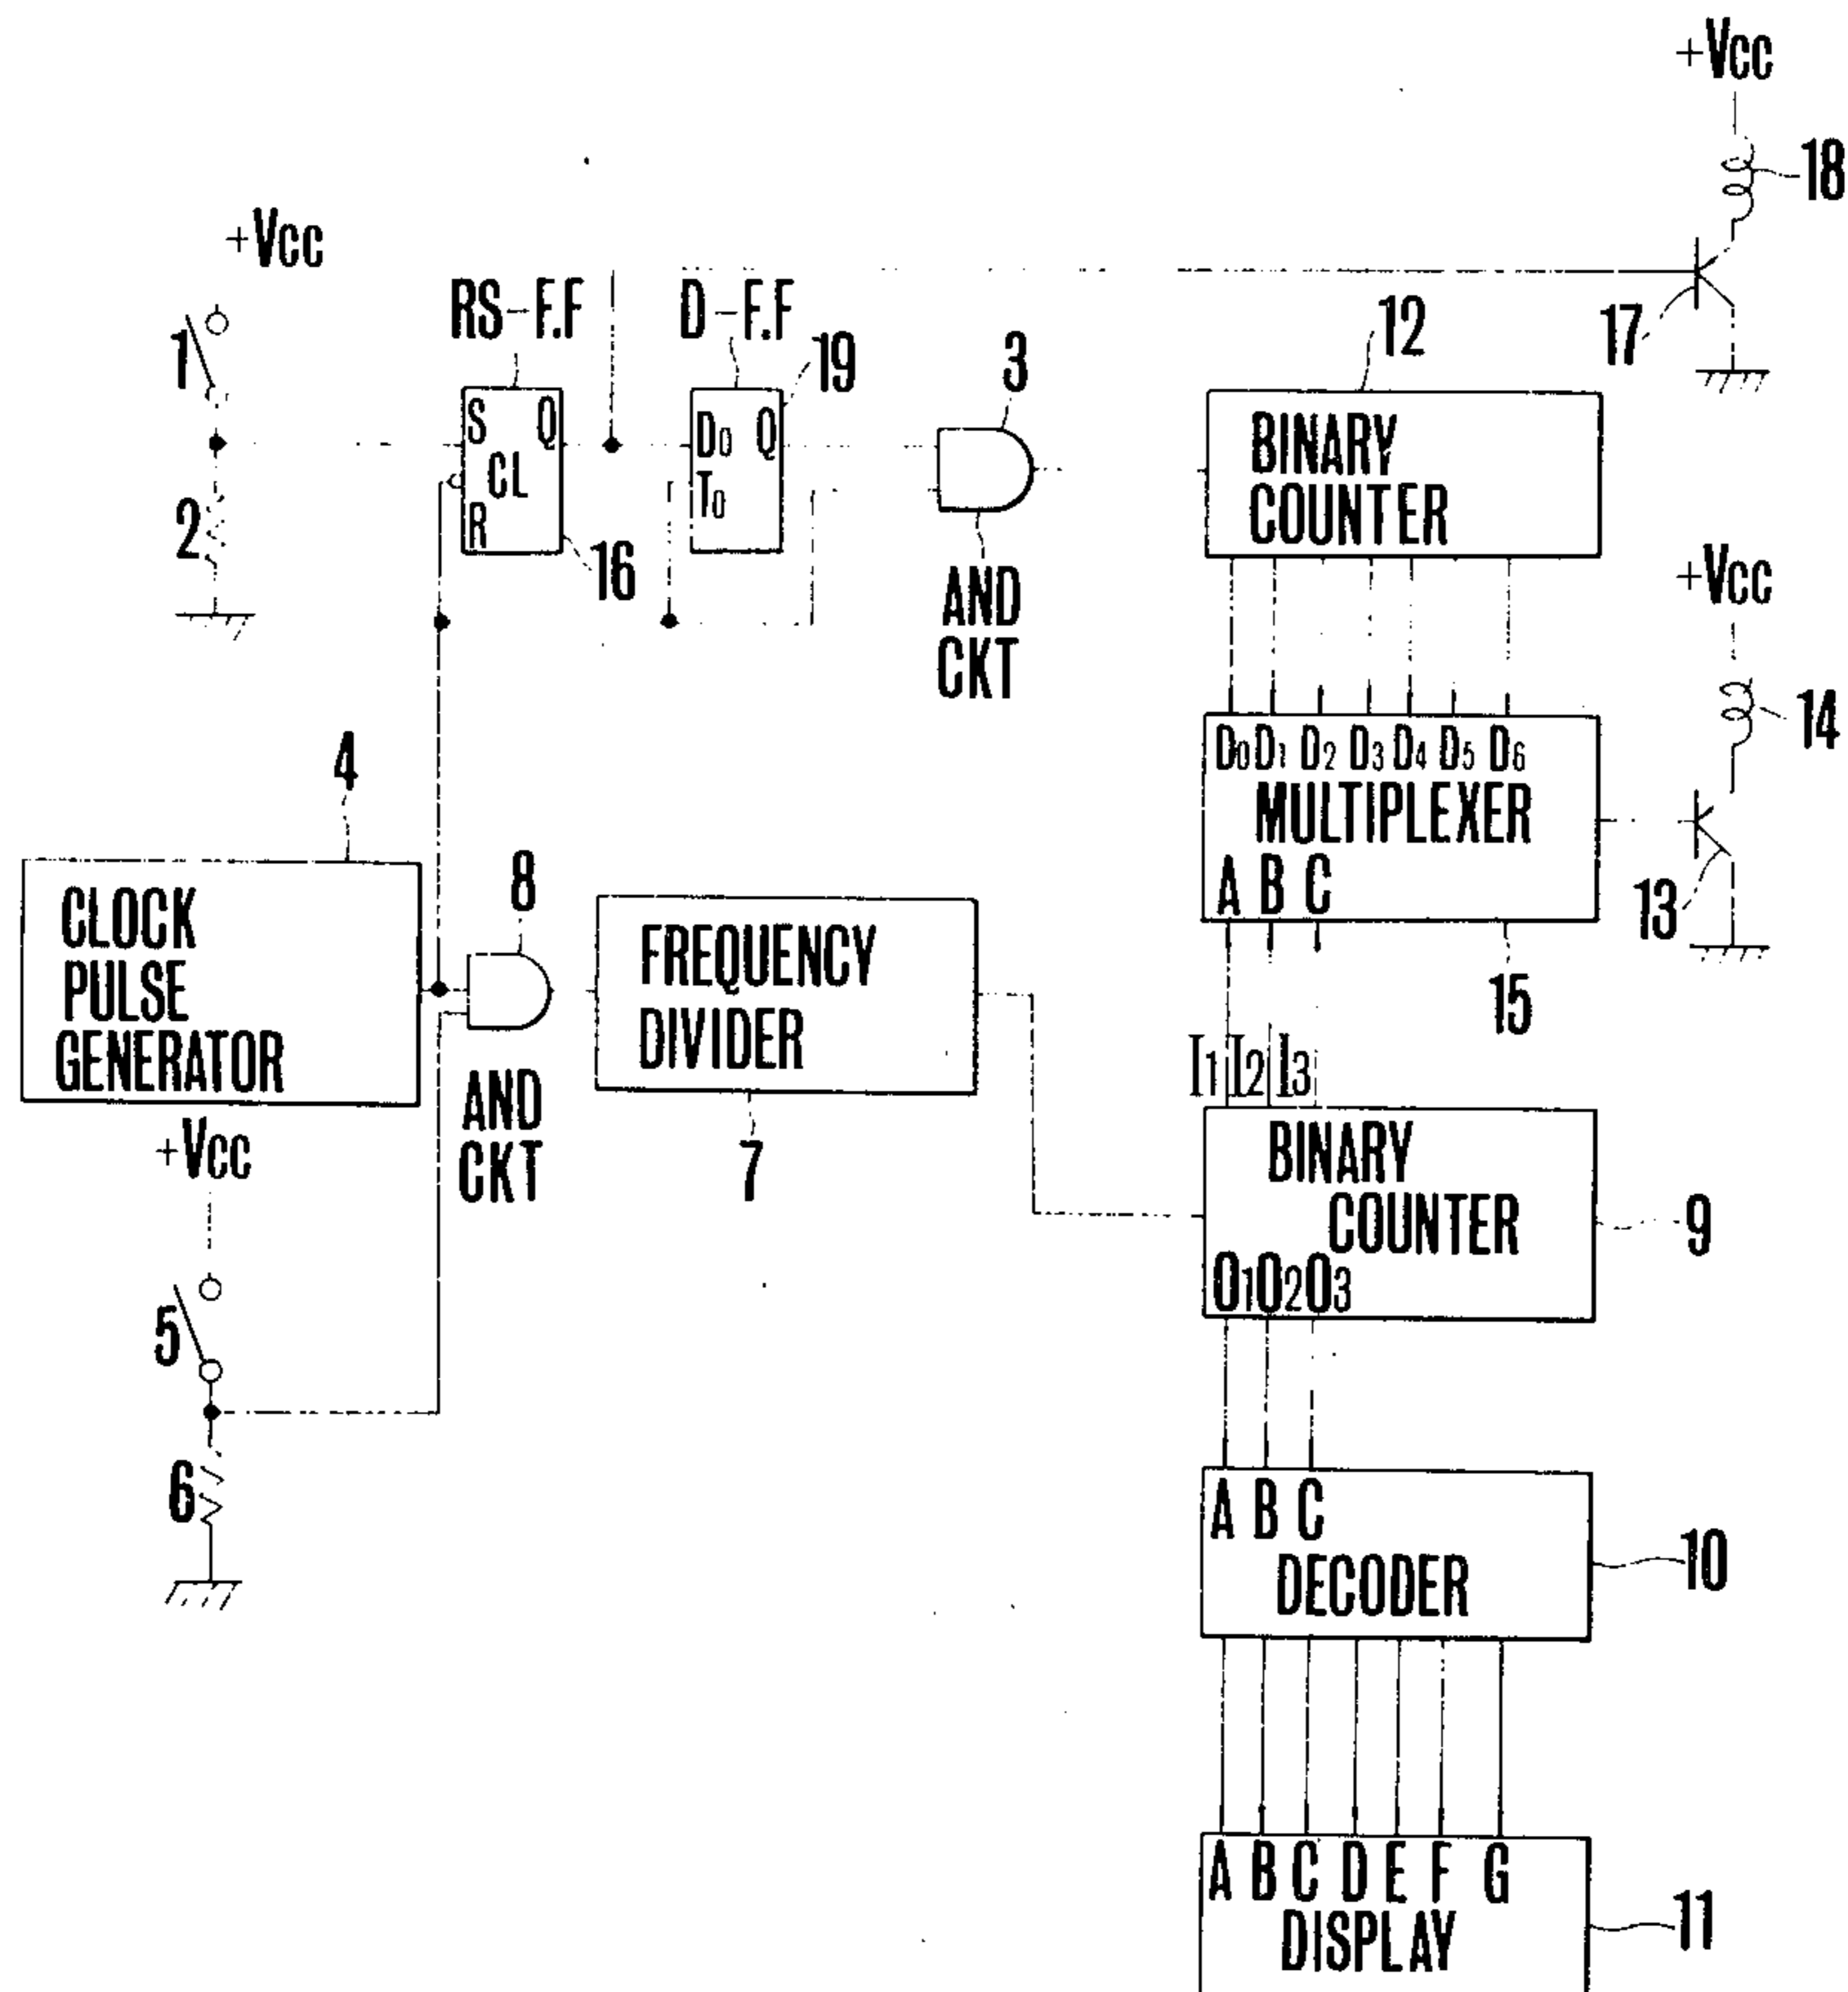 +Vcc
18
+Vcc
RS-F.F
D-F.F
17
12
1
19
3
S Q
CL
R
D0 Q
T0
BINARY
COUNTER
2
16
AND
CKT
+Vcc
14
D0 D1 D2 D3 D4 D5 D6
MULTIPLEXER
A B C
4
8
13
15
CLOCK
PULSE
GENERATOR
FREQUENCY
DIVIDER
AND
CKT
7
I1 I2 I3
BINARY
COUNTER
O1 O2 O3
9
+Vcc
5
6
A B C
DECODER
10
A B C D E F G
DISPLAY
11